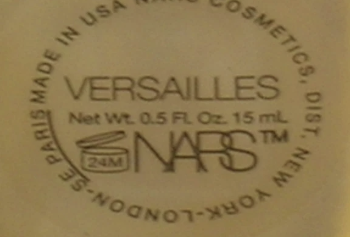 MADE IN USA NARS COSMETICS, DIST. NEW YORK-LONDON-SE PARIS
VERSAILLES
Net Wt. 0.5 Fl. Oz. 15 mL
24M NARS™